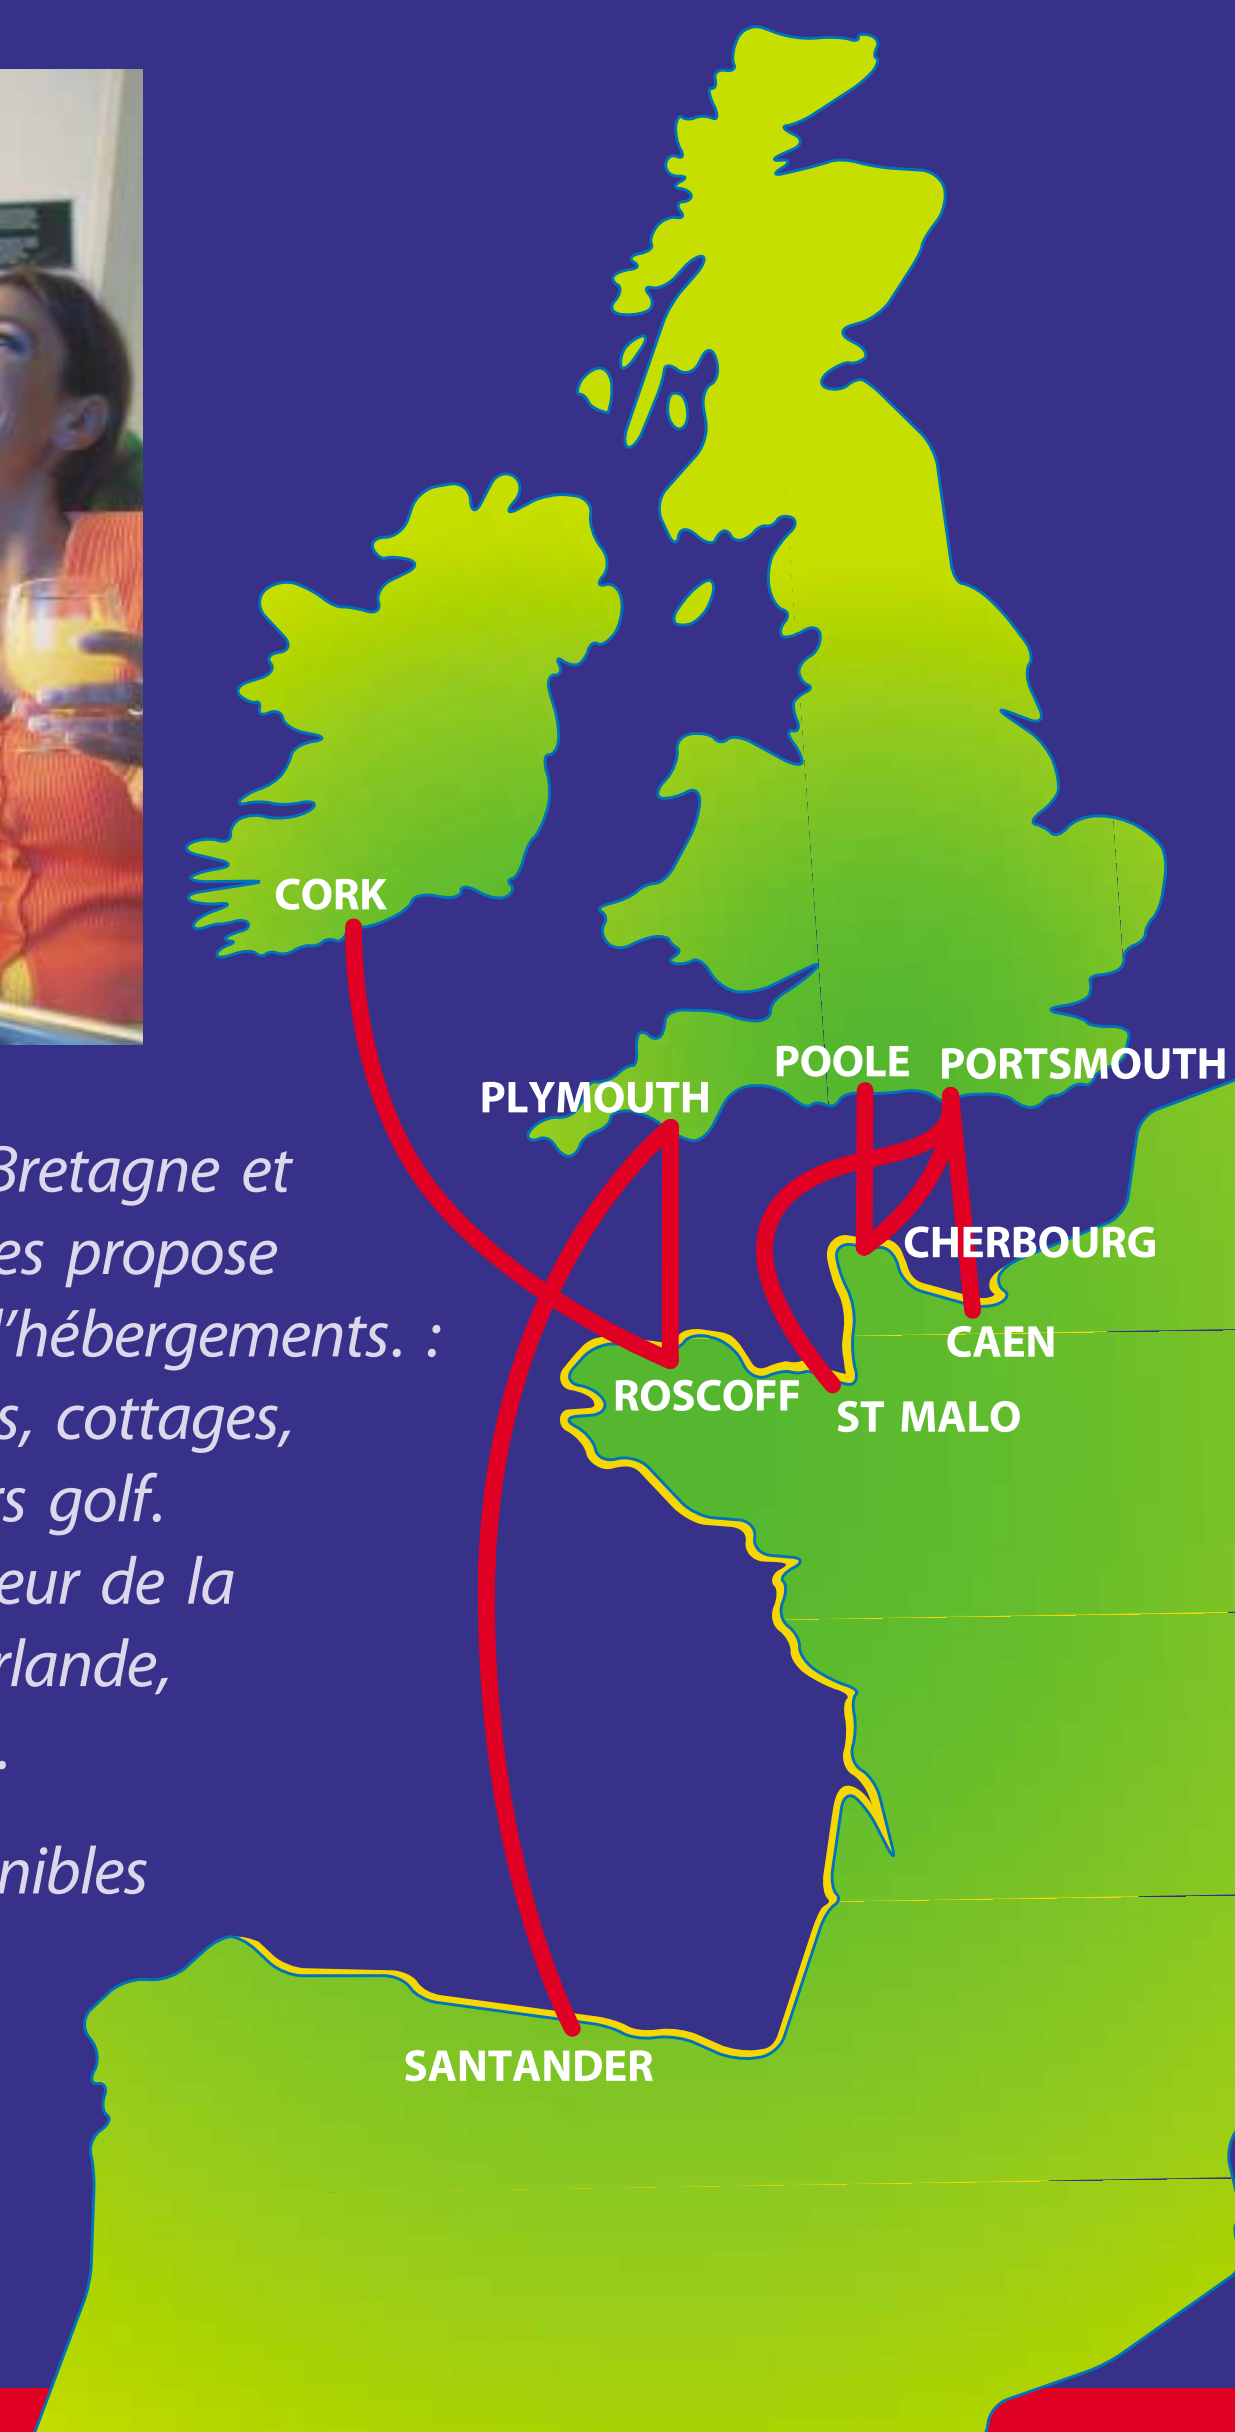 CORK
POOLE PORTSMOUTH
PLYMOUTH
Bretagne et
es propose
CHERBOURG
l'hébergements. :
CAEN
ROSCOFF
s, cottages,
ST MALO
rs golf.
eur de la
rlande,
.
nibles
SANTANDER